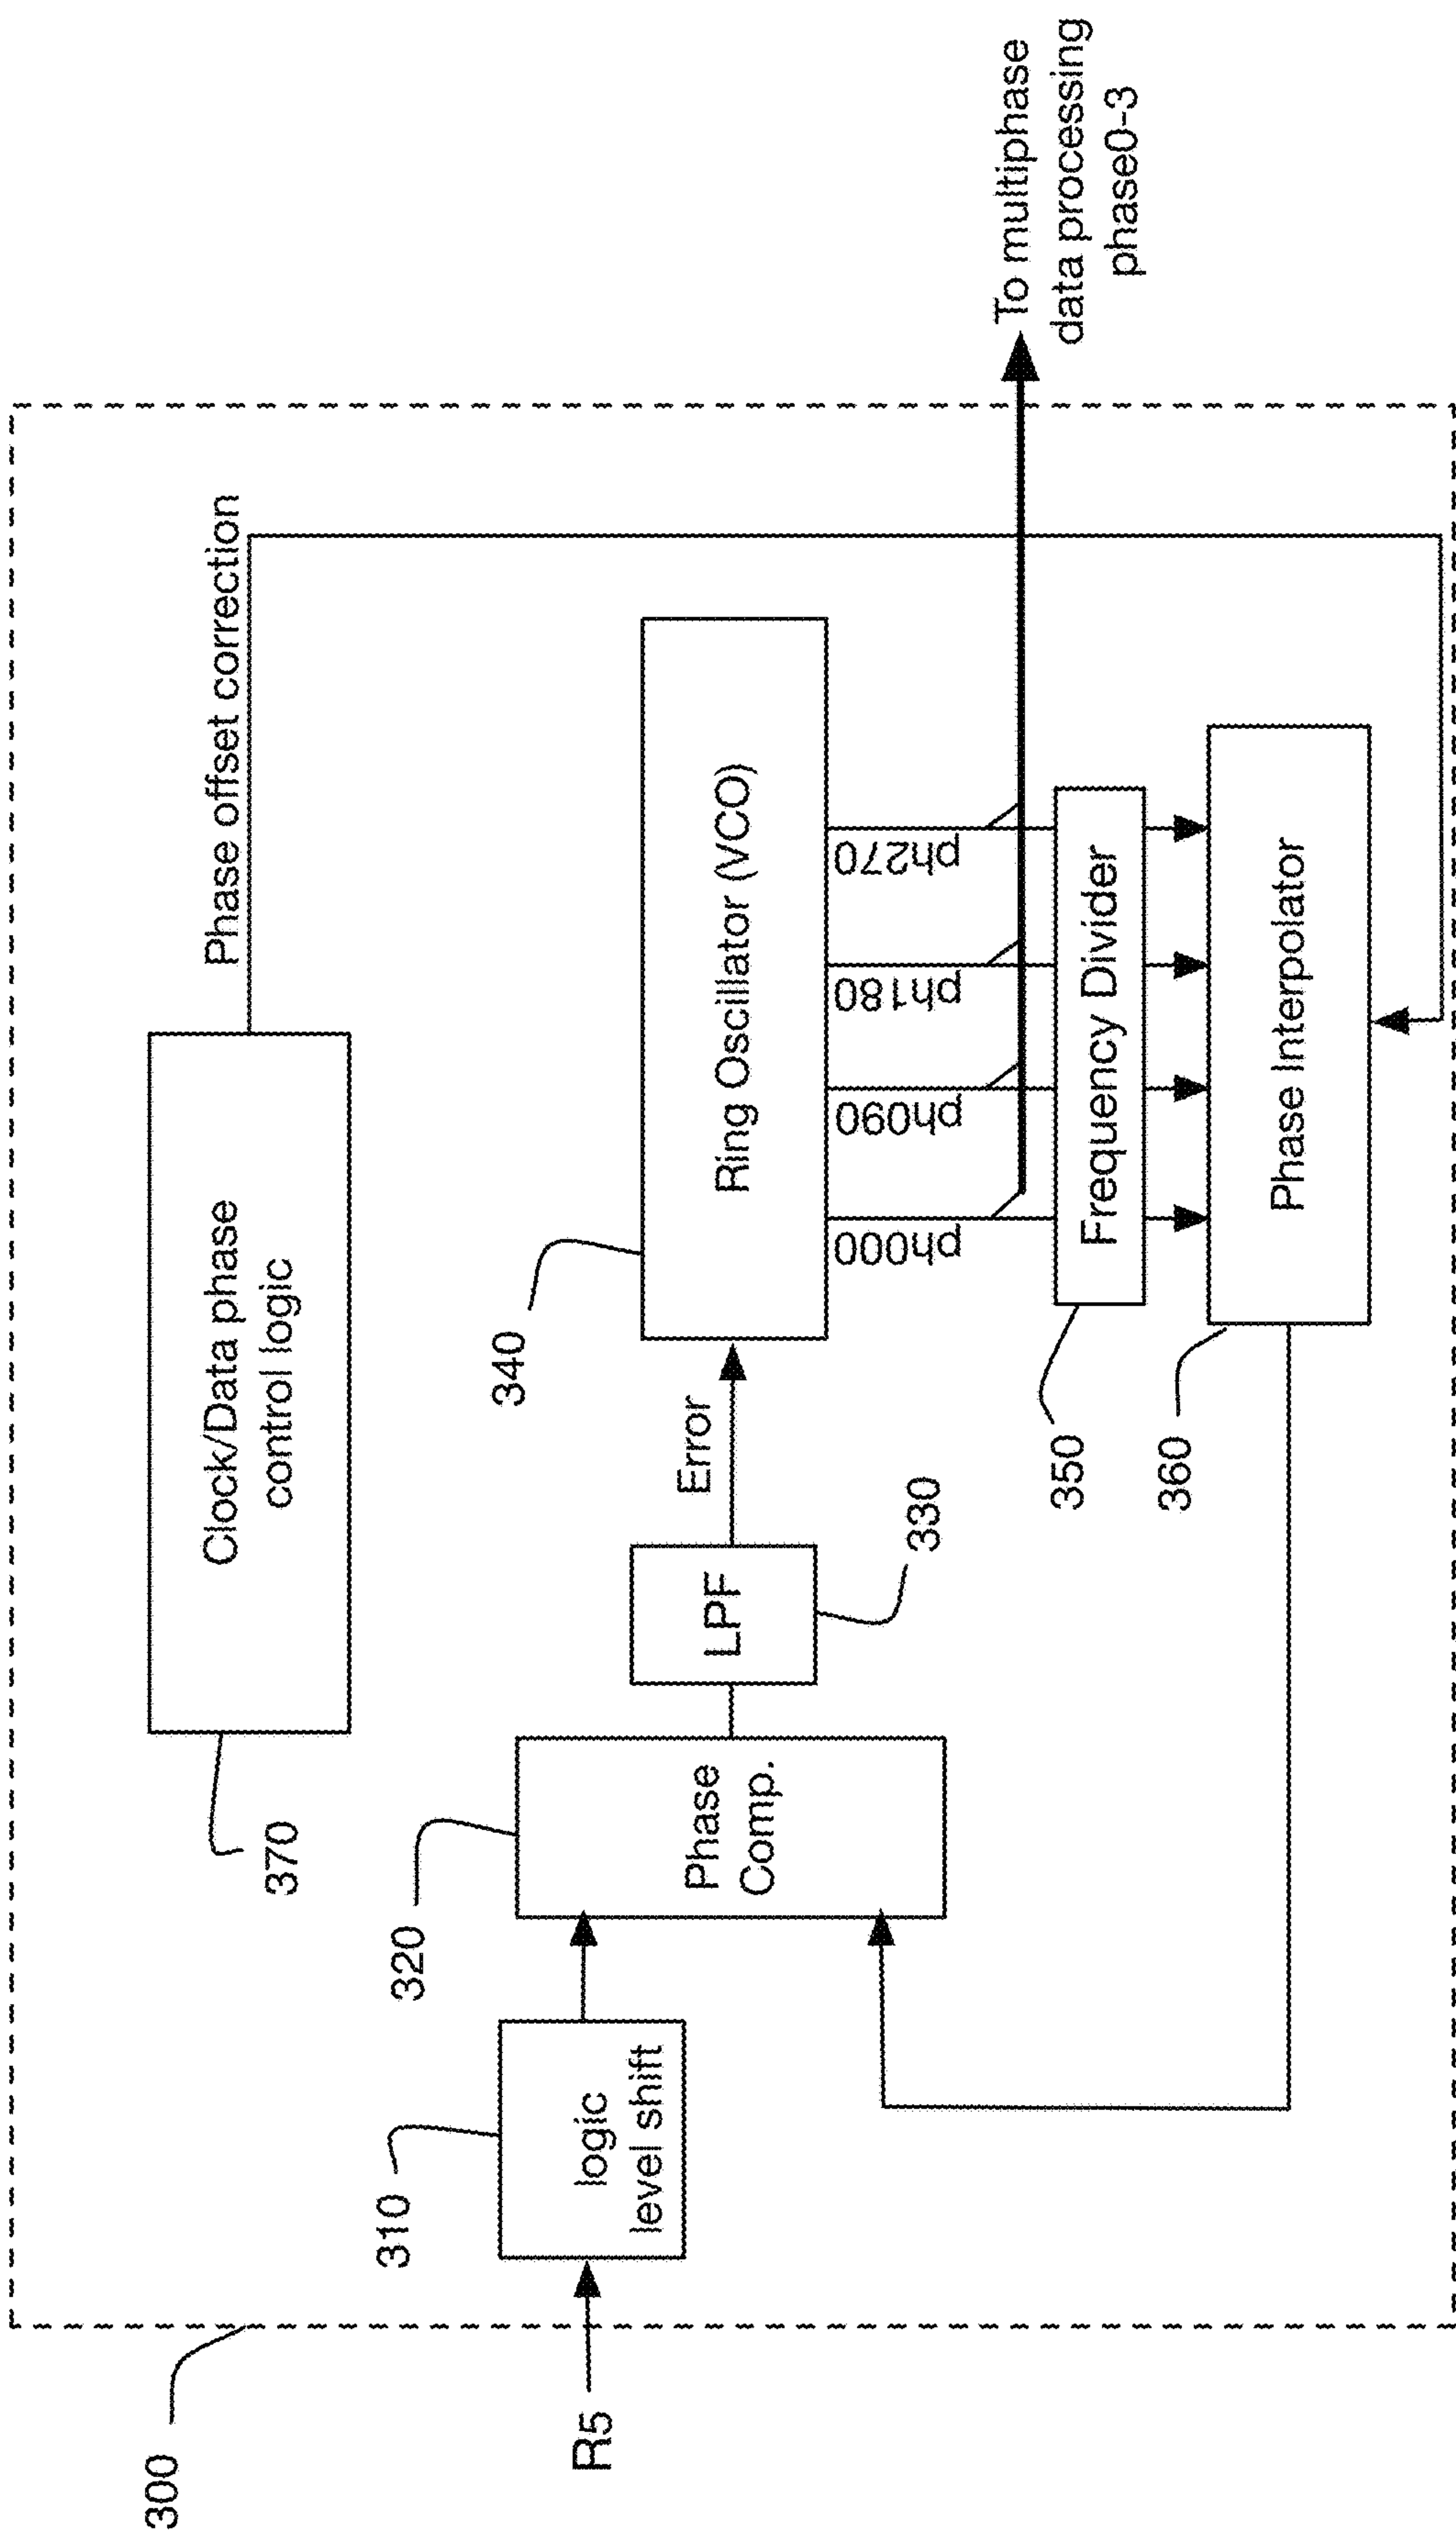 300
Clock/Data phase
control logic
370
Phase offset correction
R5
310
logic
level shift
320
Phase
Comp.
LPF
330
Error
340
Ring Oscillator (VCO)
ph000
ph090
ph180
ph270
To multiphase
data processing
phase0-3
350
Frequency Divider
360
Phase Interpolator